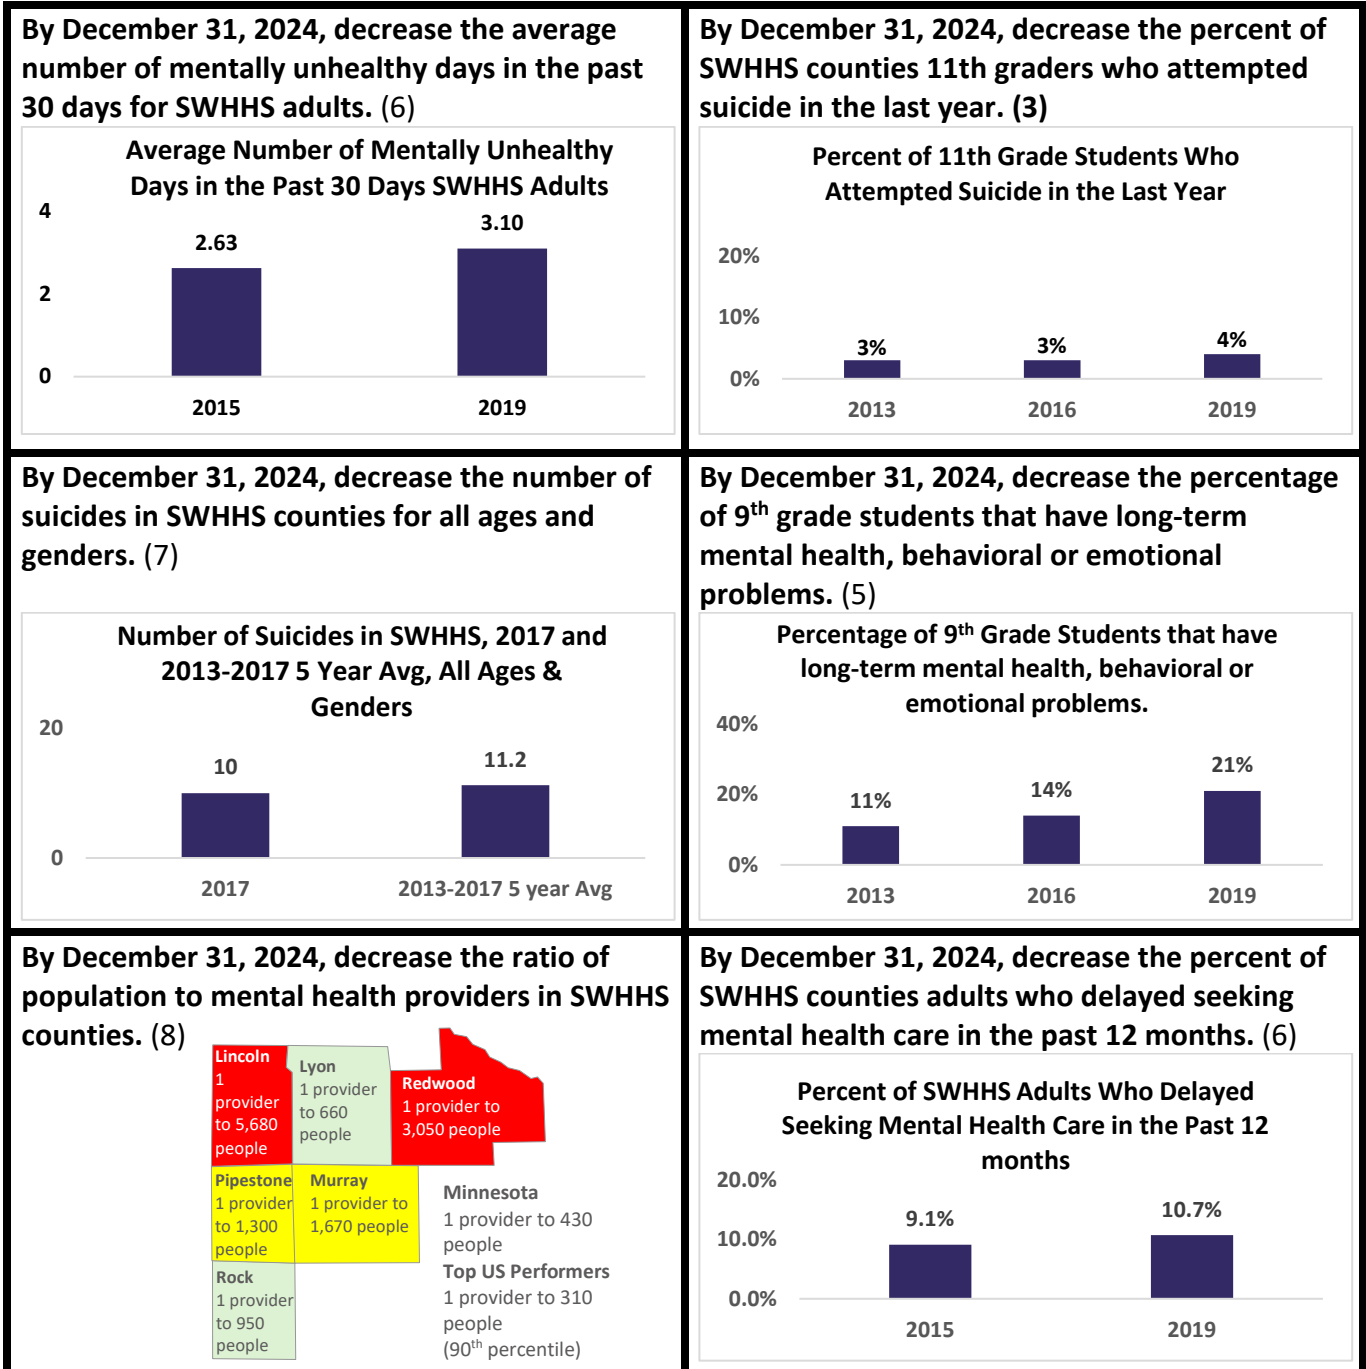 By December 31, 2024, decrease the average
number of mentally unhealthy days in the past
30 days for SWHHS adults. (6)
Average Number of Mentally Unhealthy
Days in the Past 30 Days SWHHS Adults
4
2
0
2.63
3.10
2015
2019
By December 31, 2024, decrease the percent of
SWHHS counties 11th graders who attempted
suicide in the last year. (3)
Percent of 11th Grade Students Who
Attempted Suicide in the Last Year
20%
10%
0%
3%
3%
4%
2013
2016
2019
By December 31, 2024, decrease the number of
suicides in SWHHS counties for all ages and
genders. (7)
Number of Suicides in SWHHS, 2017 and
2013-2017 5 Year Avg, All Ages &
Genders
20
0
10
11.2
2017
2013-2017 5 year Avg
By December 31, 2024, decrease the percentage
of 9th grade students that have long-term
mental health, behavioral or emotional
problems. (5)
Percentage of 9th Grade Students that have
long-term mental health, behavioral or
emotional problems.
40%
20%
0%
11%
14%
21%
2013
2016
2019
By December 31, 2024, decrease the ratio of
population to mental health providers in SWHHS
counties. (8)
Lincoln
1
provider
to 5,680
people
Lyon
1 provider
to 660
people
Redwood
1 provider to
3,050 people
Pipestone
1 provider
to 1,300
people
Murray
1 provider to
1,670 people
Rock
1 provider
to 950
people
Minnesota
1 provider to 430
people
Top US Performers
1 provider to 310
people
(90th percentile)
By December 31, 2024, decrease the percent of
SWHHS counties adults who delayed seeking
mental health care in the past 12 months. (6)
Percent of SWHHS Adults Who Delayed
Seeking Mental Health Care in the Past 12
months
20.0%
10.0%
0.0%
9.1%
10.7%
2015
2019